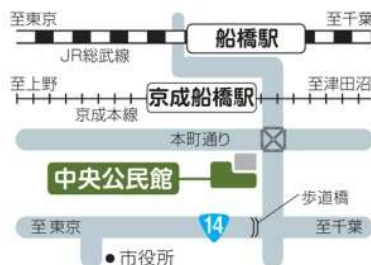 至東京
至千葉
船橋駅
JR総武線
至上野
至津田沼
京成船橋駅
京成本線
本町通り
中央公民館
歩道橋
至東京
14
至千葉
●市役所